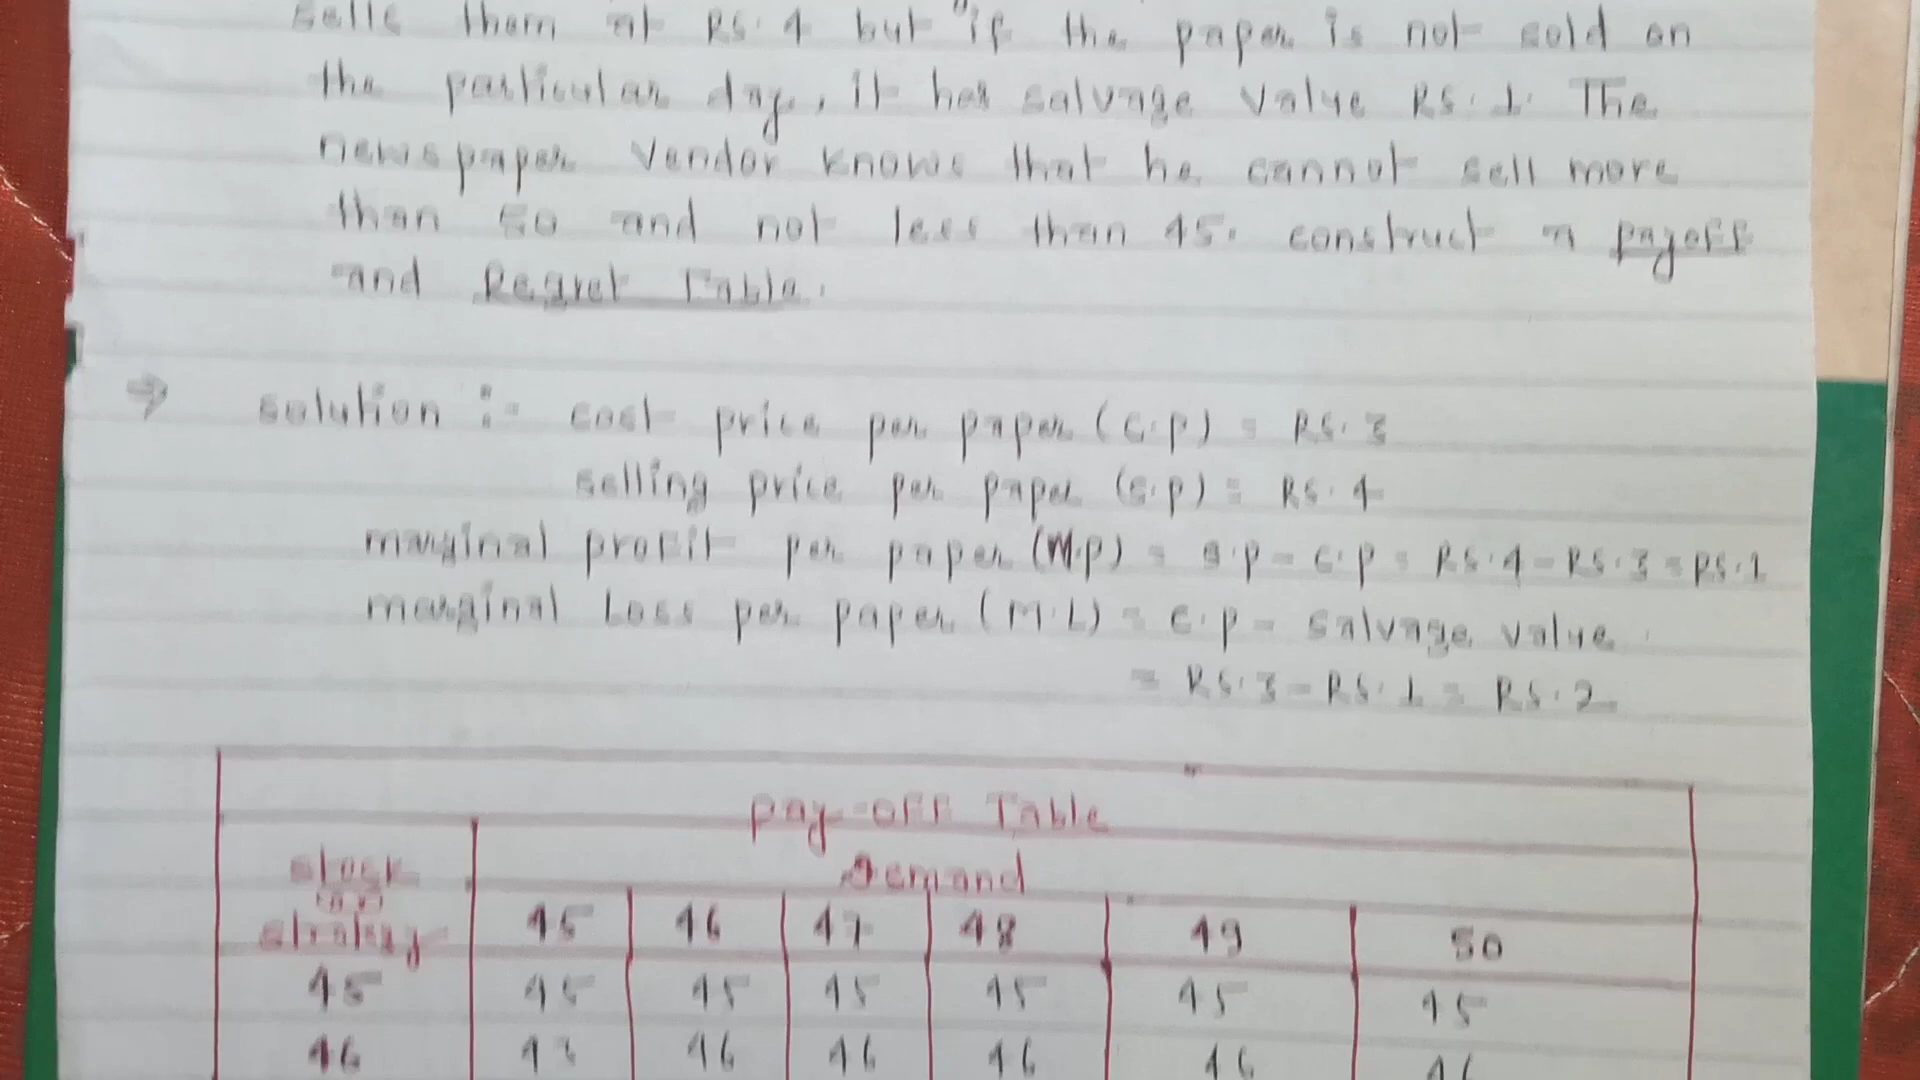 sells them at Rs. 4 but if the paper is not sold on
the particular day, it has salvage value Rs. 1. The
newspaper vendor knows that he cannot sell more
than 50 and not less than 45. construct a payoff
and Regret Table.
⇒ solution :- cost price per paper (C.P) = Rs. 3
selling price per paper (S.P) = Rs. 4
marginal profit per paper (M.P) = S.P - C.P = Rs. 4 - Rs. 3 = Rs. 1
marginal Loss per paper (M.L) = C.P - salvage value.
= Rs. 3 - Rs. 1 = Rs. 2
Pay-OFF Table
Demand
stock
(or)
45 46 47 48 49 50
45 45 45 45 45 45 45
46 43 46 46 46 46 46